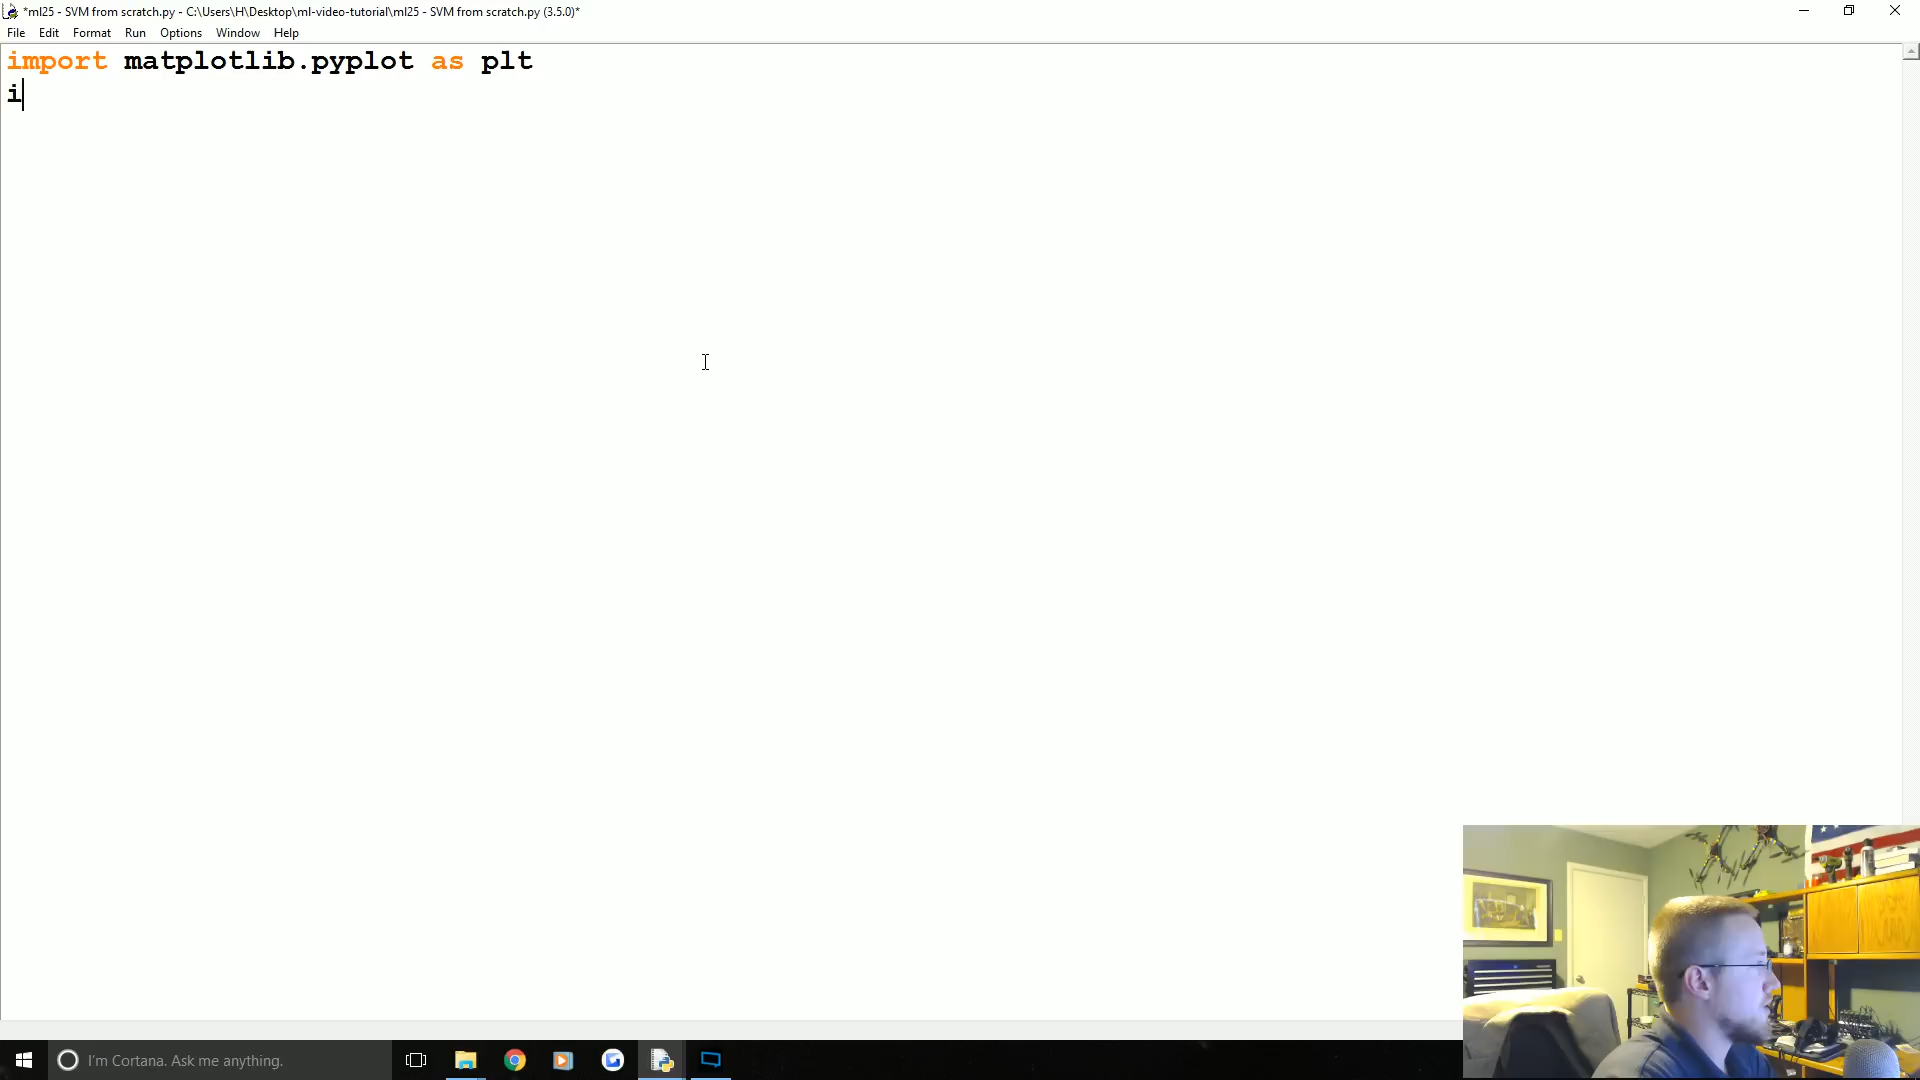 *ml25 - SVM from scratch.py - C:\Users\H\Desktop\ml-video-tutorial\ml25 - SVM from scratch.py (3.5.0)*
File Edit Format Run Options Window Help
import matplotlib.pyplot as plt
i
I'm Cortana. Ask me anything.